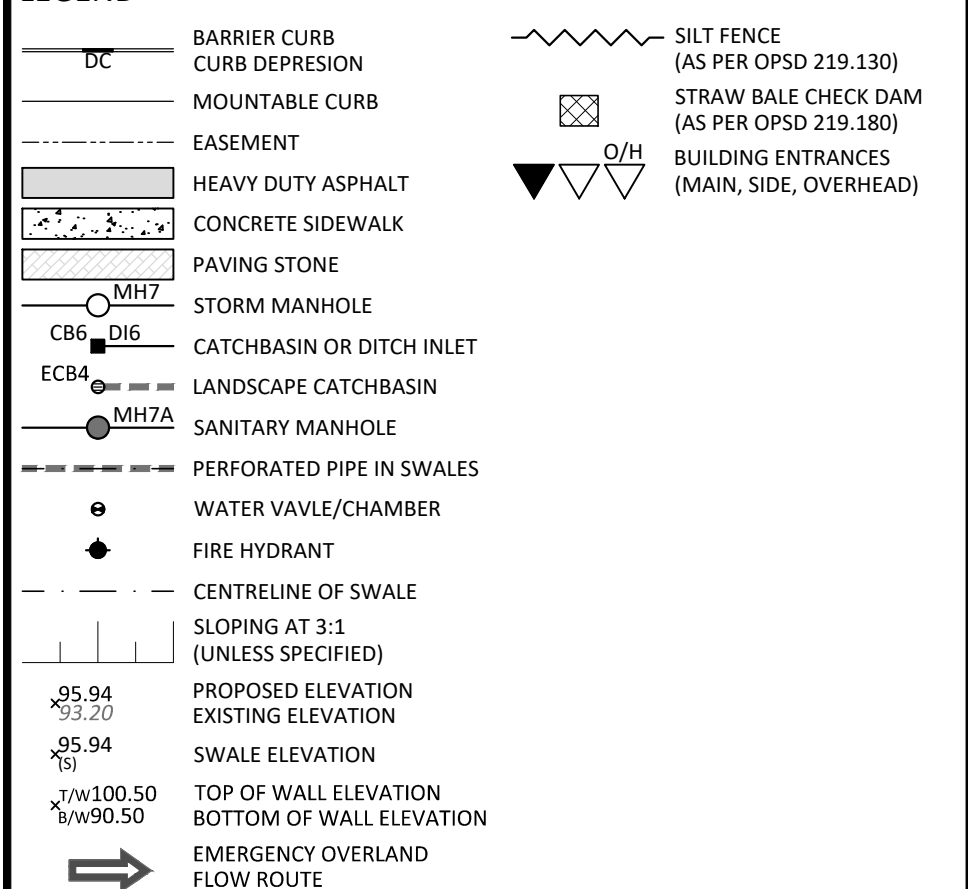 LEGEND
DC
BARRIER CURB
CURB DEPRESION
MOUNTABLE CURB
EASEMENT
HEAVY DUTY ASPHALT
CONCRETE SIDEWALK
PAVING STONE
MH7
STORM MANHOLE
CB6 DI6
CATCHBASIN OR DITCH INLET
ECB4
LANDSCAPE CATCHBASIN
MH7A
SANITARY MANHOLE
PERFORATED PIPE IN SWALES
WATER VAVLE/CHAMBER
FIRE HYDRANT
CENTRELINE OF SWALE
SLOPING AT 3:1
(UNLESS SPECIFIED)
95.94 PROPOSED ELEVATION
93.20 EXISTING ELEVATION
95.94
(S)
SWALE ELEVATION
T/W100.50 TOP OF WALL ELEVATION
B/W90.50 BOTTOM OF WALL ELEVATION
EMERGENCY OVERLAND
FLOW ROUTE
SILT FENCE
(AS PER OPSD 219.130)
STRAW BALE CHECK DAM
(AS PER OPSD 219.180)
O/H
BUILDING ENTRANCES
(MAIN, SIDE, OVERHEAD)